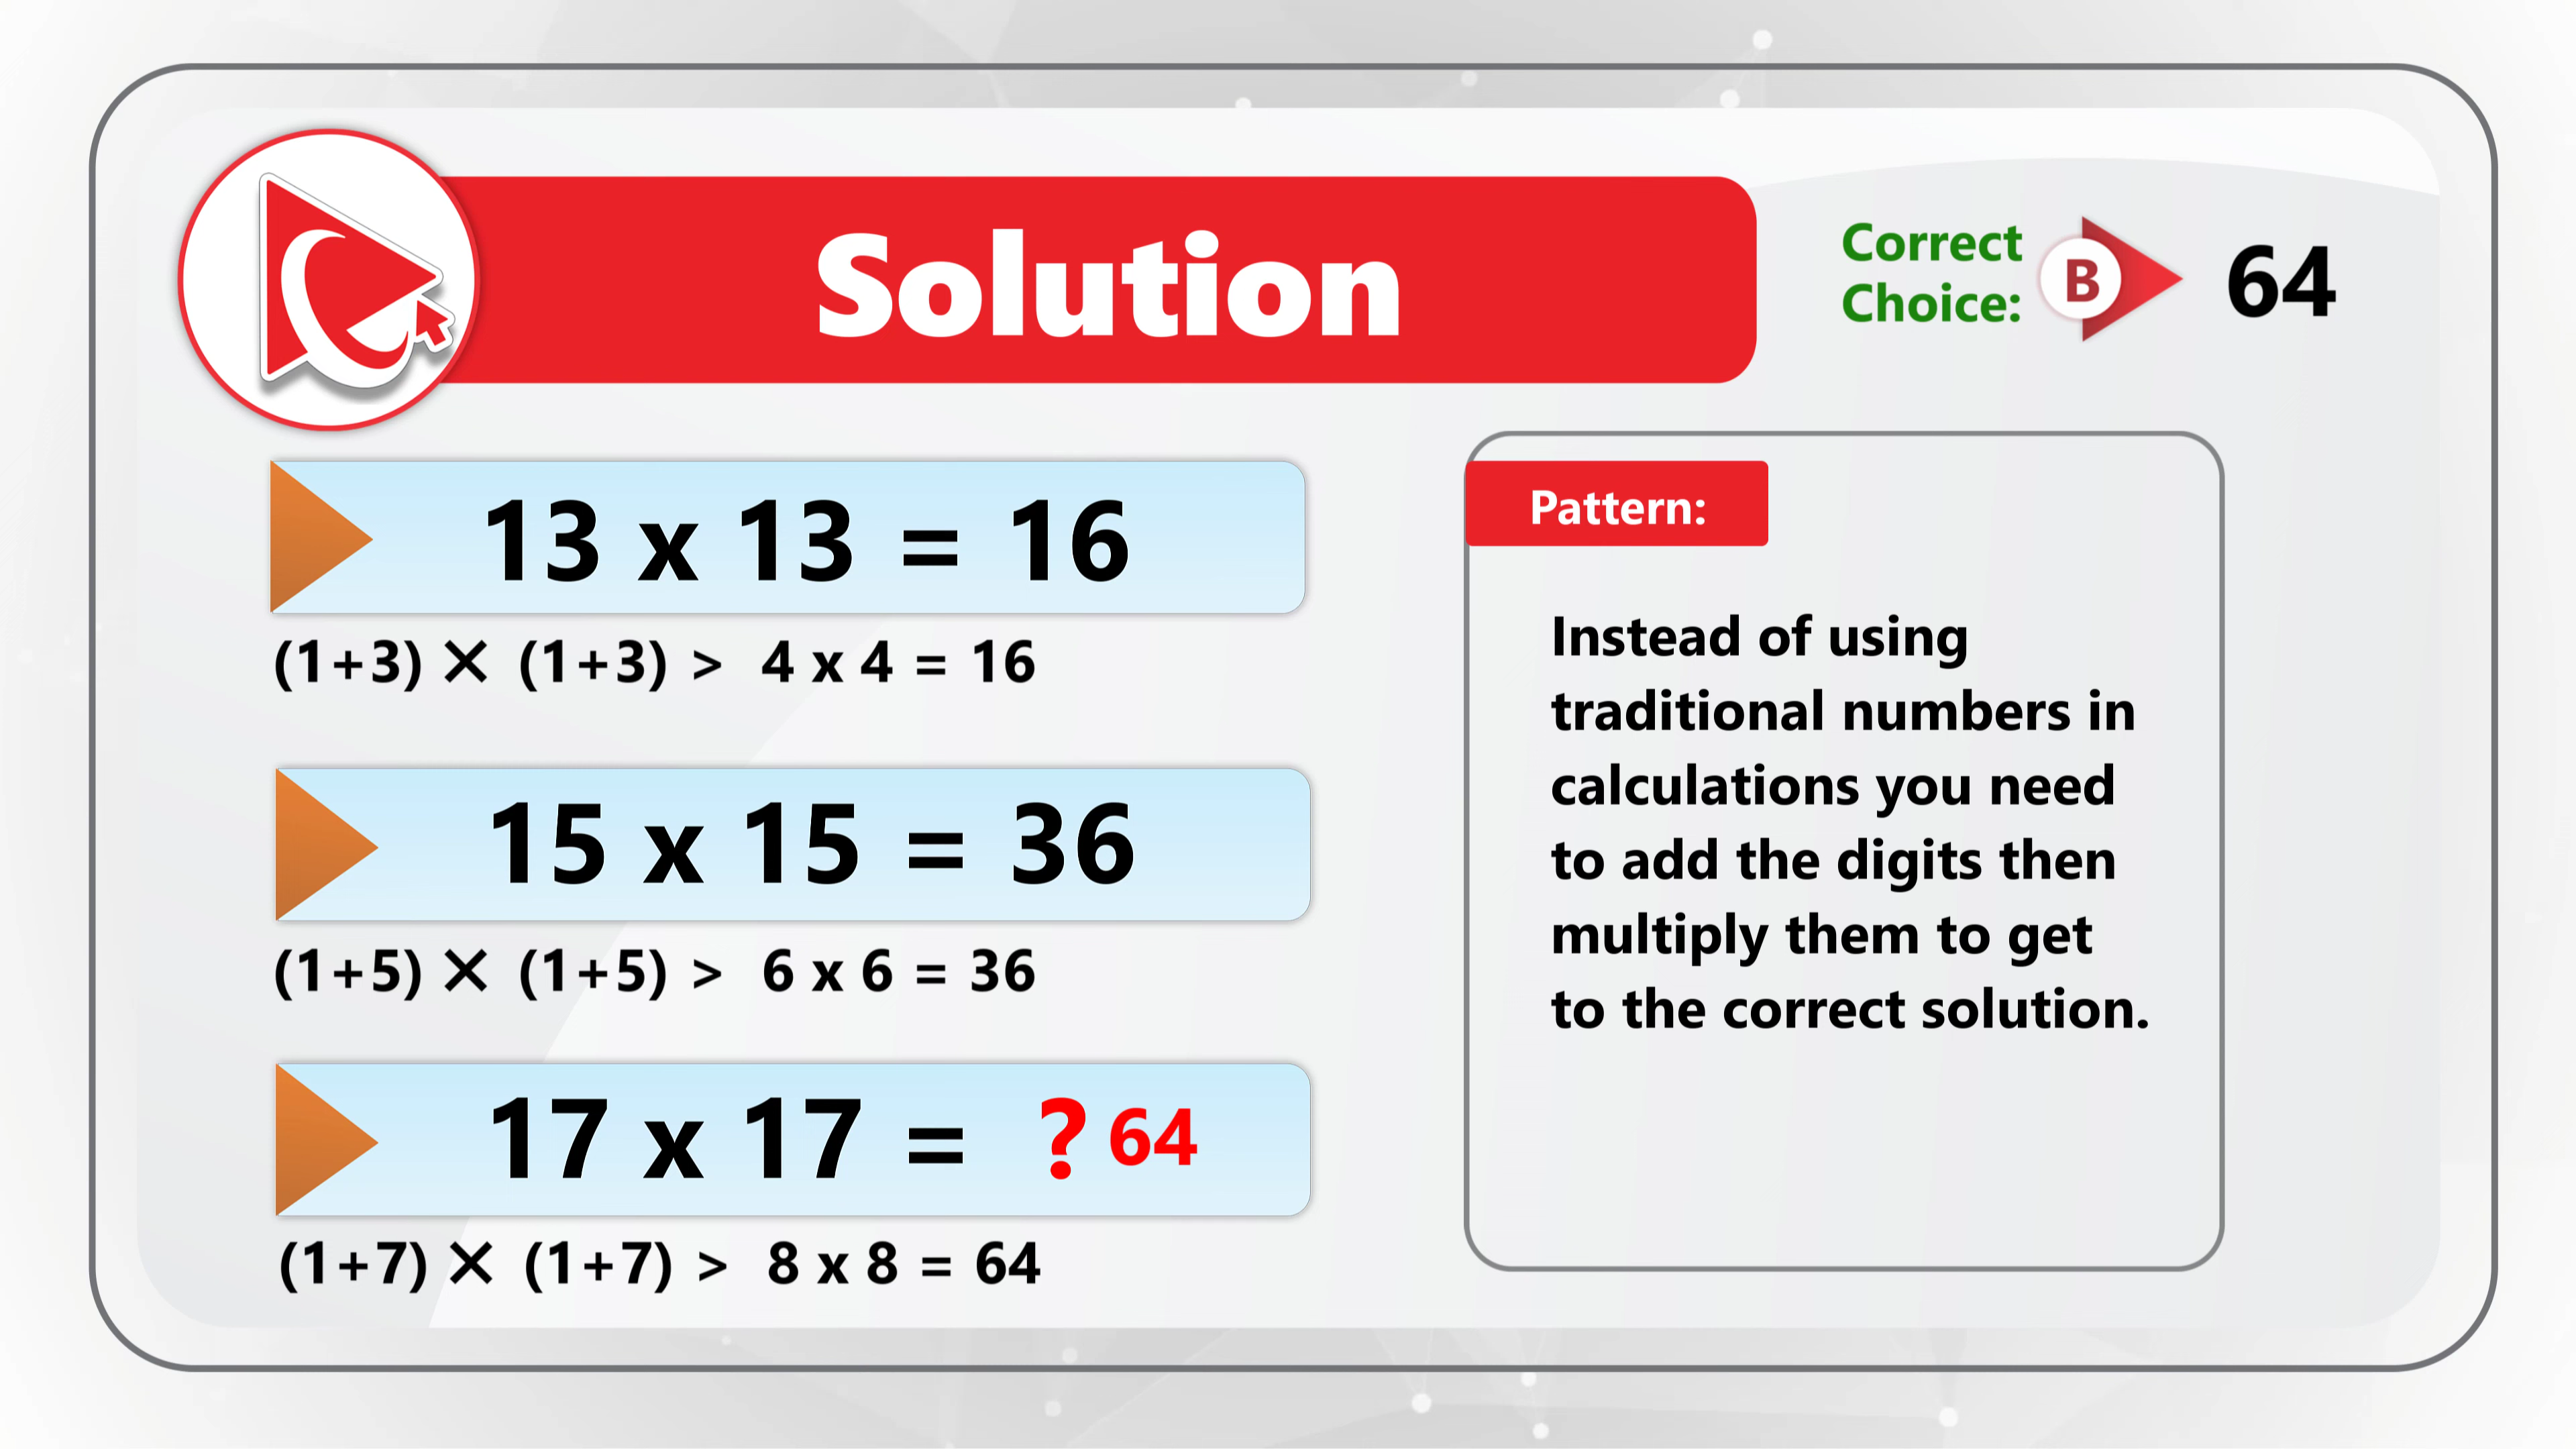 Solution
Correct
Choice:
B
64
13 x 13 = 16
(1+3) ✕ (1+3) > 4 x 4 = 16
15 x 15 = 36
(1+5) ✕ (1+5) > 6 x 6 = 36
17 x 17 = ? 64
(1+7) ✕ (1+7) > 8 x 8 = 64
Pattern:
Instead of using
traditional numbers in
calculations you need
to add the digits then
multiply them to get
to the correct solution.